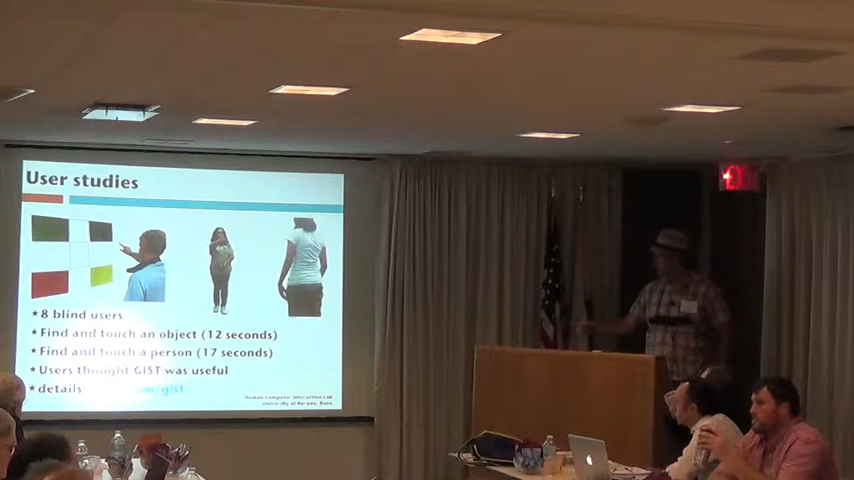 User studies
★8 blind users
★Find and touch an object (12 seconds)
★Find and touch a person (17 seconds)
★Users thought GIST was useful
★details /gist
Human Computer Interaction Lab
University of Nevada, Reno
EXIT